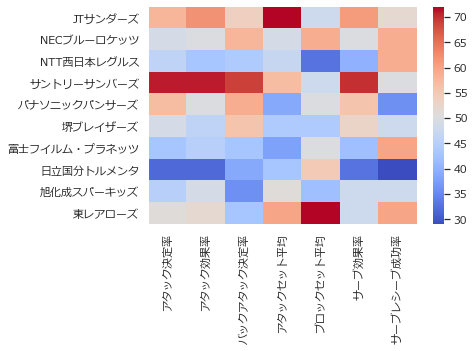 JTサンダーズ
NECブルーロケッツ
NTT西日本レグルス
サントリーサンバーズ
パナソニックパンサーズ
堺ブレイザーズ
富士フイルム・プラネッツ
日立国分トルメンタ
旭化成スパーキッズ
東レアローズ
アタック決定率
アタック効果率
バックアタック決定率
アタックセット平均
ブロックセット平均
サーブ効果率
サーブレシーブ成功率
70
65
60
55
50
45
40
35
30